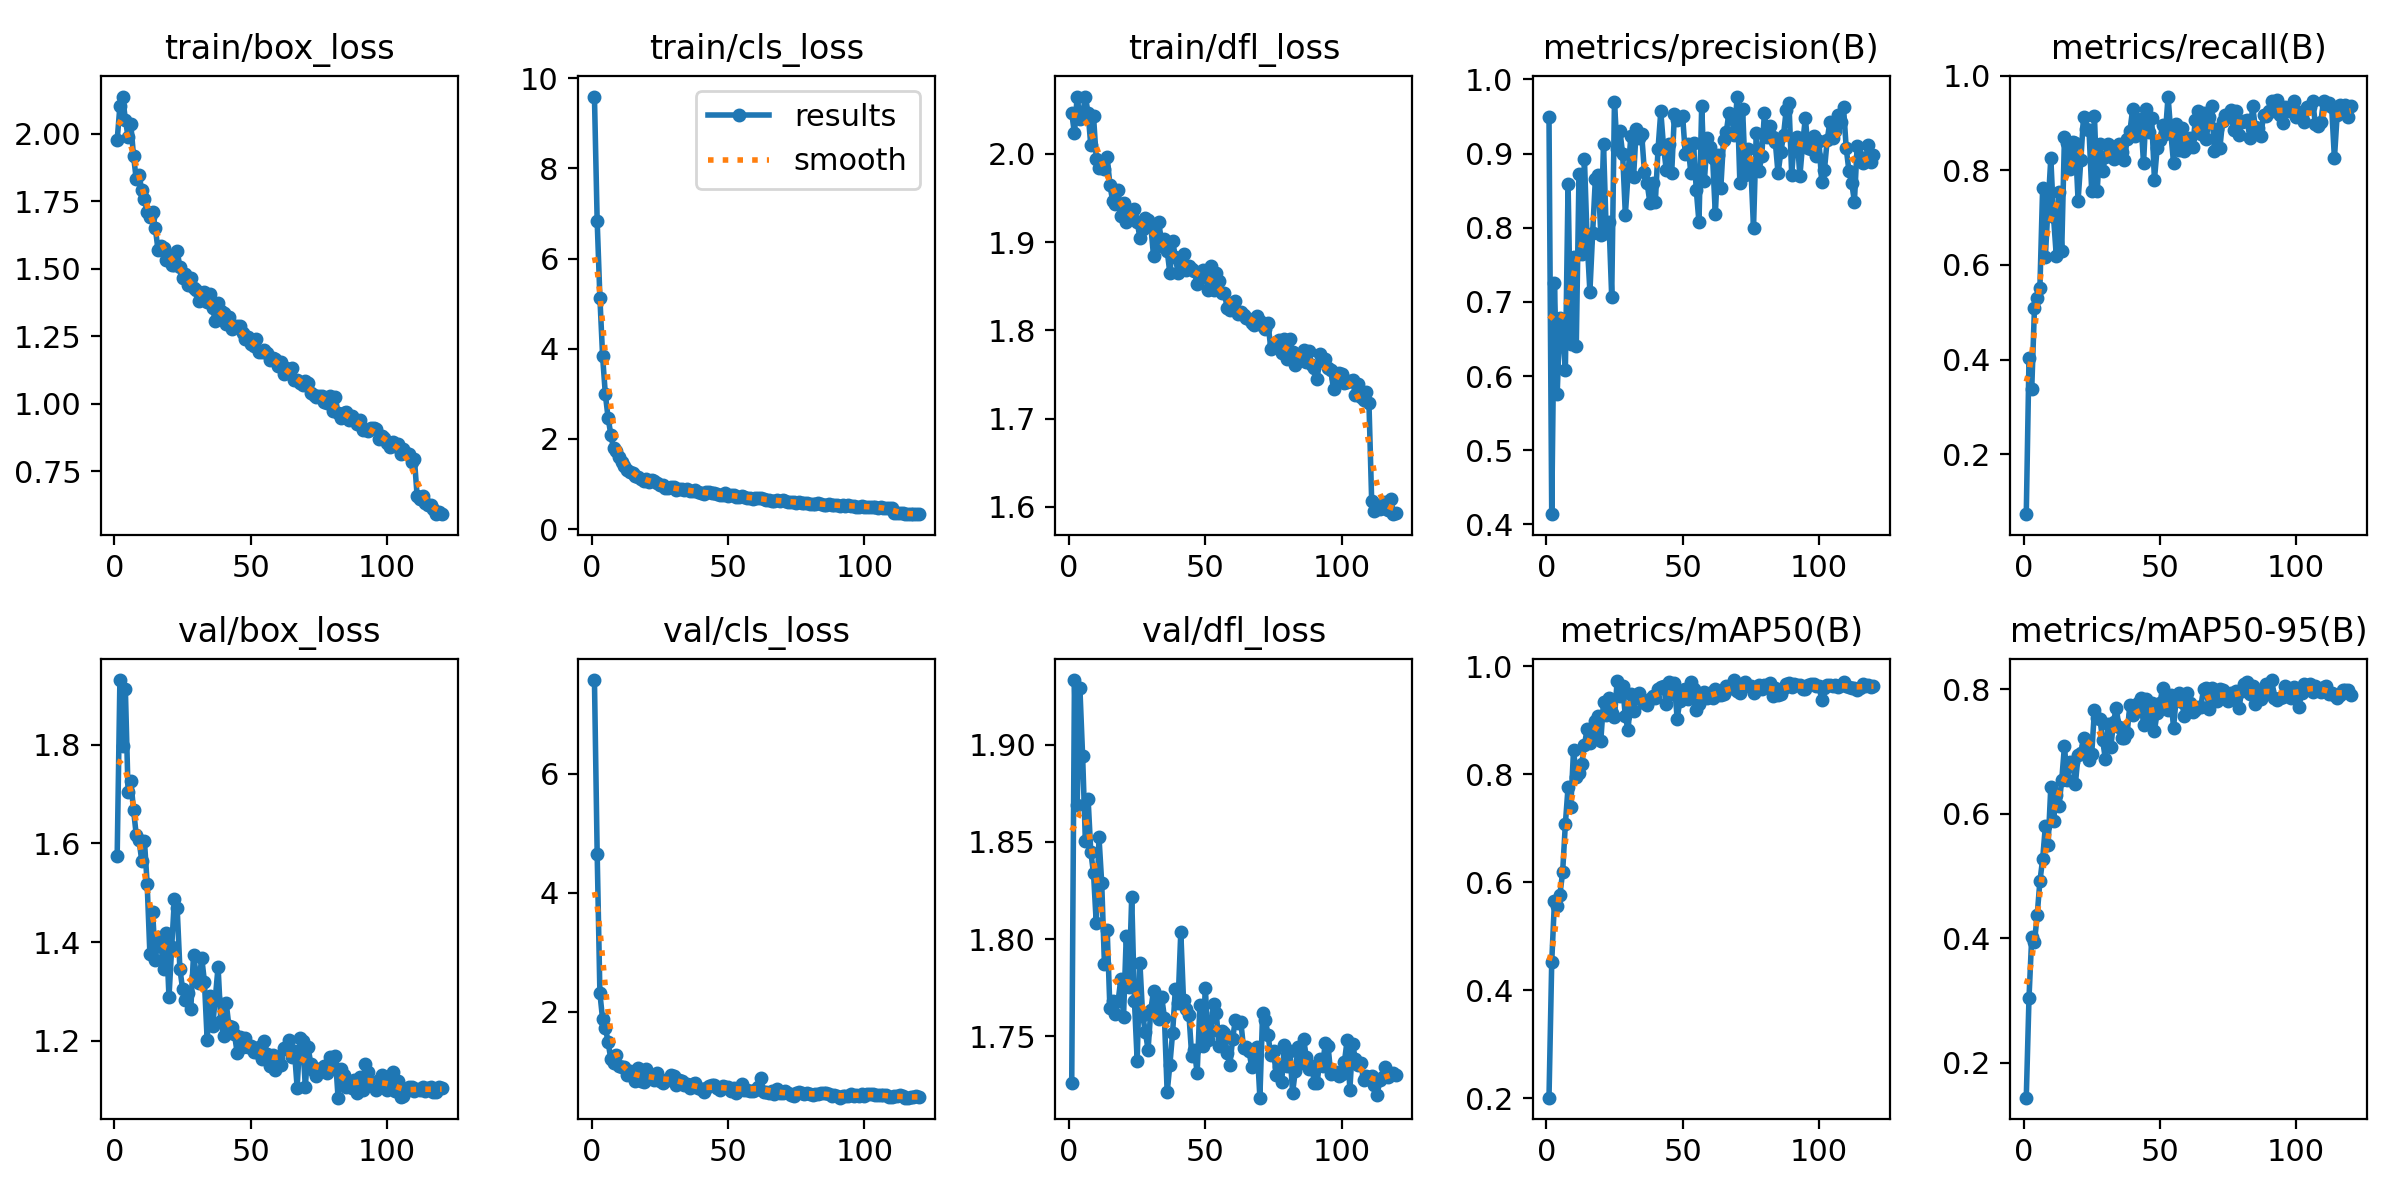 train/box_loss
2.00
1.75
1.50
1.25
1.00
0.75
0 50 100
train/cls_loss
results
smooth
10
8
6
4
2
0
0 50 100
train/dfl_loss
2.0
1.9
1.8
1.7
1.6
0 50 100
metrics/precision(B)
1.0
0.9
0.8
0.7
0.6
0.5
0.4
0 50 100
metrics/recall(B)
1.0
0.8
0.6
0.4
0.2
0 50 100
val/box_loss
1.8
1.6
1.4
1.2
0 50 100
val/cls_loss
6
4
2
0 50 100
val/dfl_loss
1.90
1.85
1.80
1.75
0 50 100
metrics/mAP50(B)
1.0
0.8
0.6
0.4
0.2
0 50 100
metrics/mAP50-95(B)
0.8
0.6
0.4
0.2
0 50 100